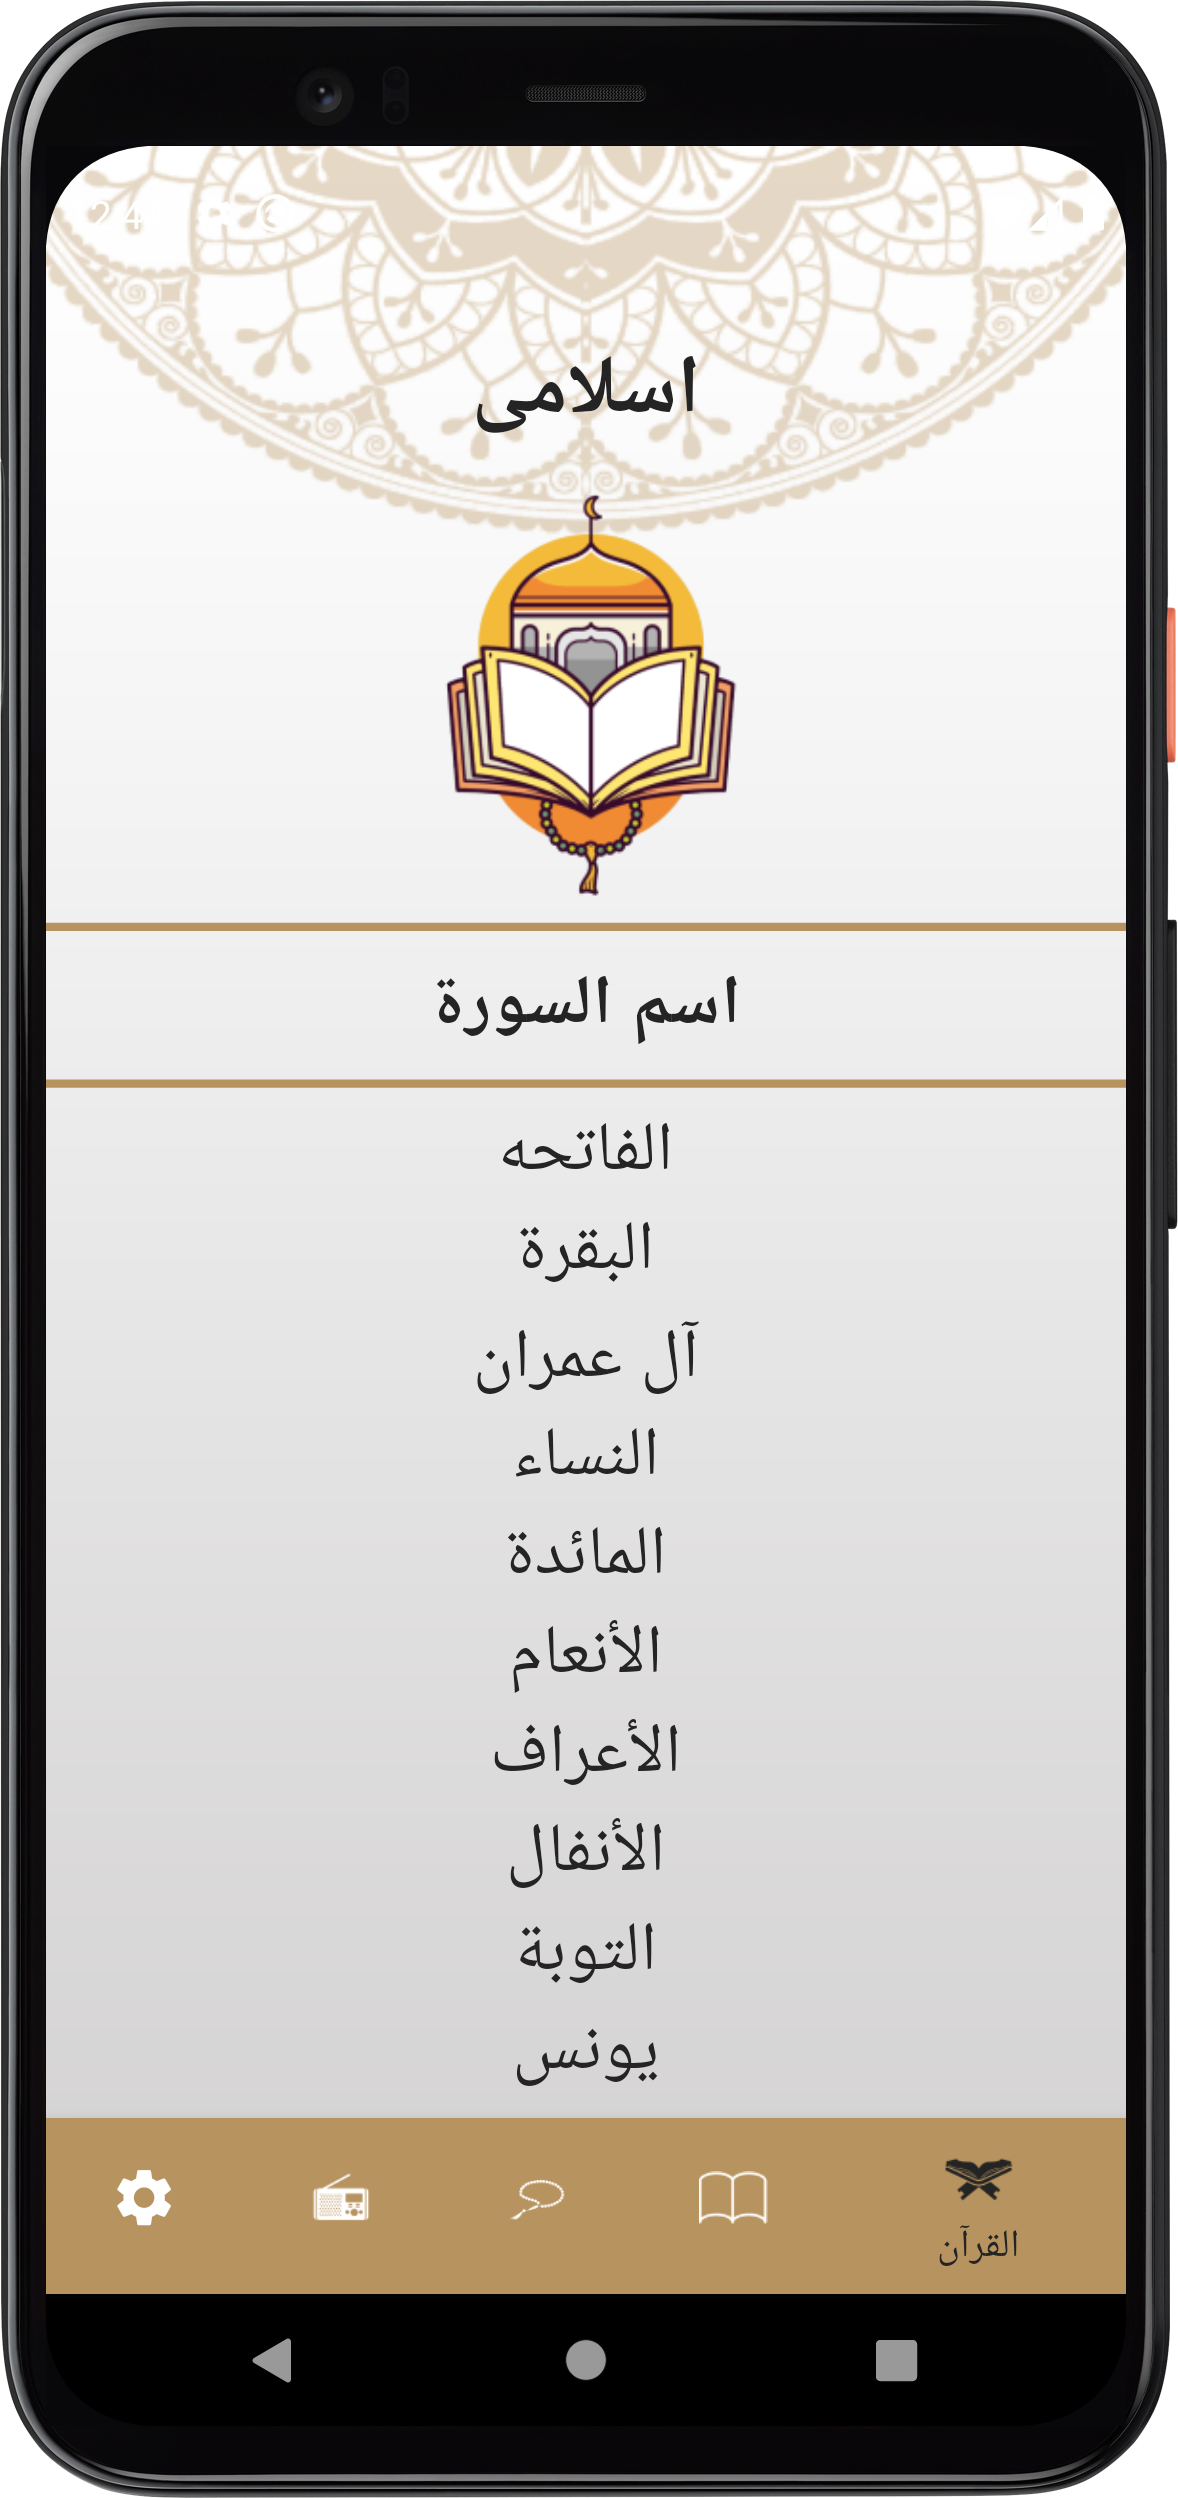 اسلامى
اسم السورة
الفاتحه
البقرة
آل عمران
النساء
المائدة
الأنعام
الأعراف
الأنفال
التوبة
يونس
القرآن